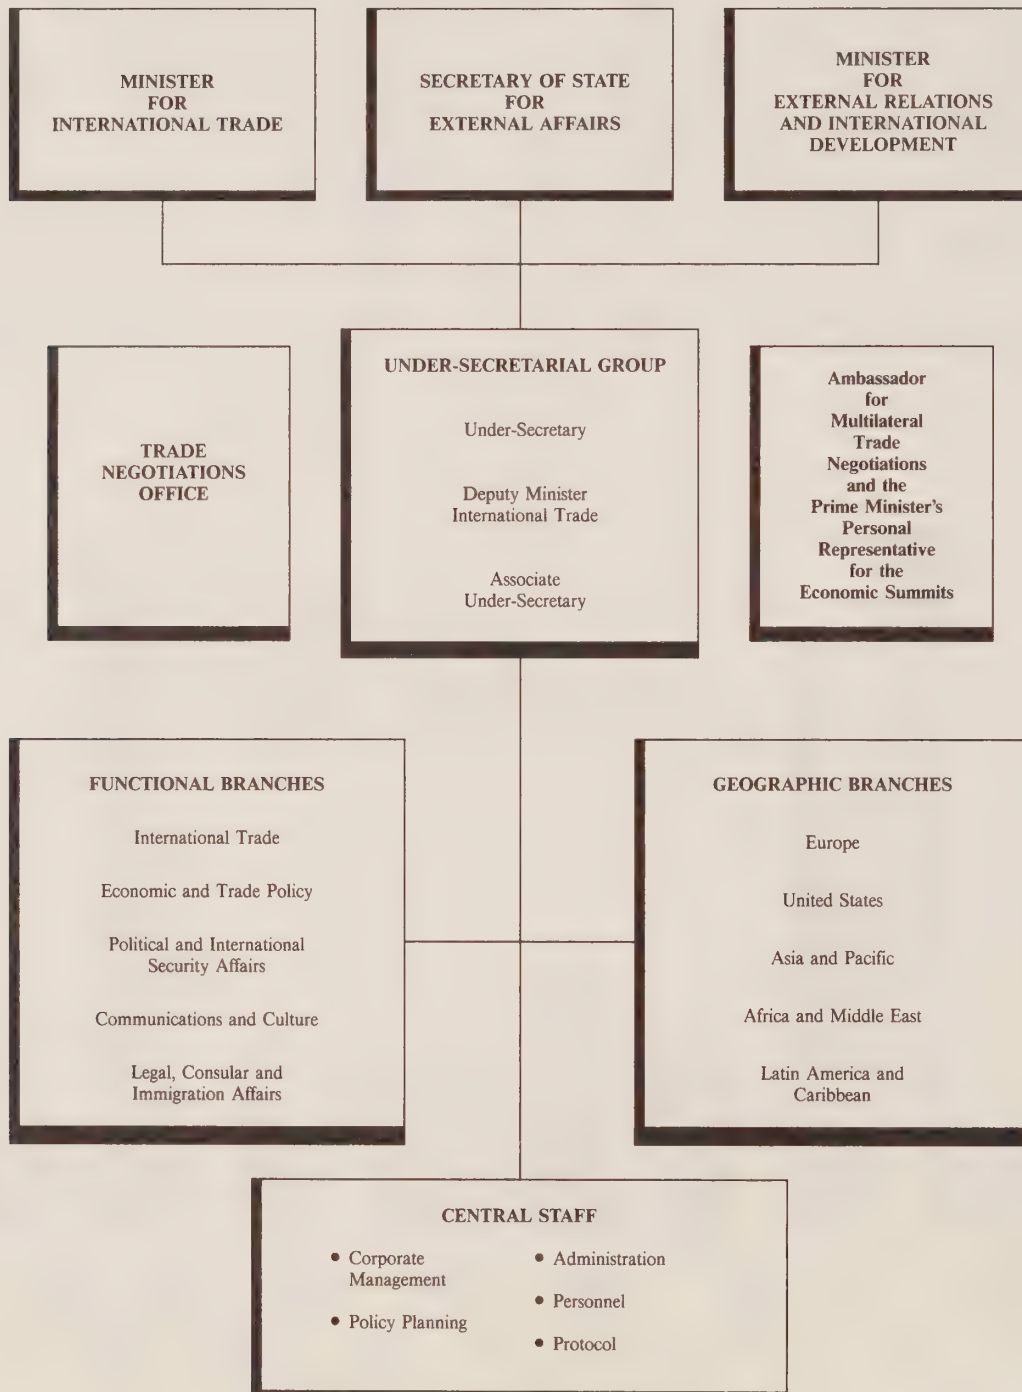 MINISTER
FOR
INTERNATIONAL TRADE
SECRETARY OF STATE
FOR
EXTERNAL AFFAIRS
MINISTER
FOR
EXTERNAL RELATIONS
AND INTERNATIONAL
DEVELOPMENT
TRADE
NEGOTIATIONS
OFFICE
UNDER-SECRETARIAL GROUP
Under-Secretary
Deputy Minister
International Trade
Associate
Under-Secretary
Ambassador
for
Multilateral
Trade
Negotiations
and the
Prime Minister's
Personal
Representative
for the
Economic Summits
FUNCTIONAL BRANCHES
International Trade
Economic and Trade Policy
Political and International
Security Affairs
Communications and Culture
Legal, Consular and
Immigration Affairs
GEOGRAPHIC BRANCHES
Europe
United States
Asia and Pacific
Africa and Middle East
Latin America and
Caribbean
CENTRAL STAFF
• Corporate
Management
• Policy Planning
• Administration
• Personnel
• Protocol